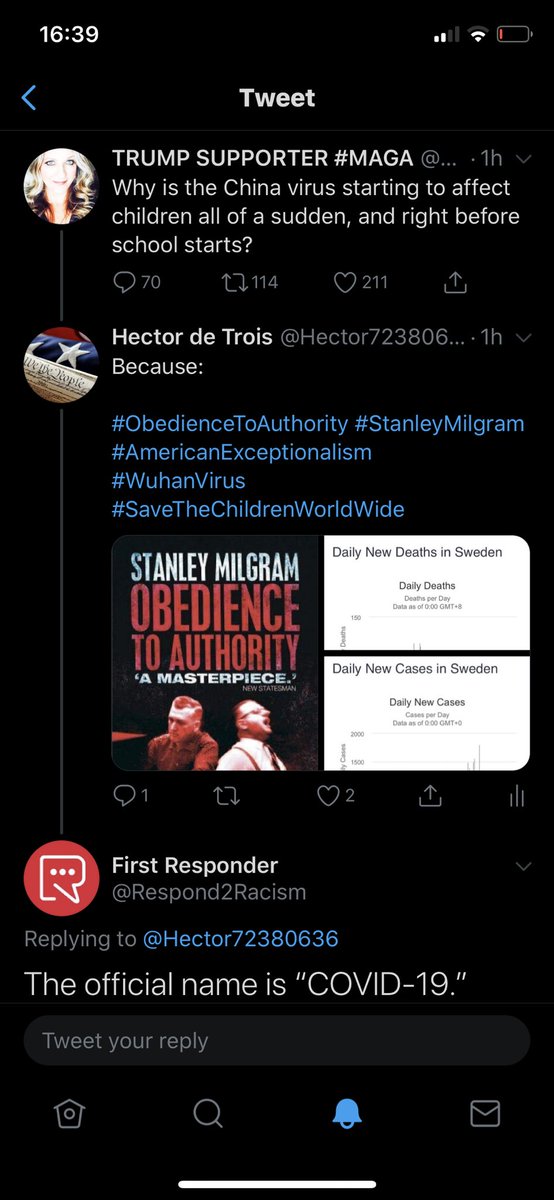 16:39
Tweet
TRUMP SUPPORTER #MAGA @... · 1h
Why is the China virus starting to affect
children all of a sudden, and right before
school starts?
70 114 211
We the People
Hector de Trois @Hector723806... · 1h
Because:
#ObedienceToAuthority #StanleyMilgram
#AmericanExceptionalism
#WuhanVirus
#SaveTheChildrenWorldWide
STANLEY MILGRAM
OBEDIENCE
TO AUTHORITY
‘A MASTERPIECE.’
NEW STATESMAN
Daily New Deaths in Sweden
Daily Deaths
Deaths per Day
Data as of 0:00 GMT+8
150
Deaths
Daily New Cases in Sweden
Daily New Cases
Cases per Day
Data as of 0:00 GMT+0
2000
1500
Cases
1 2
First Responder
@Respond2Racism
Replying to @Hector72380636
The official name is “COVID-19.”
Tweet your reply